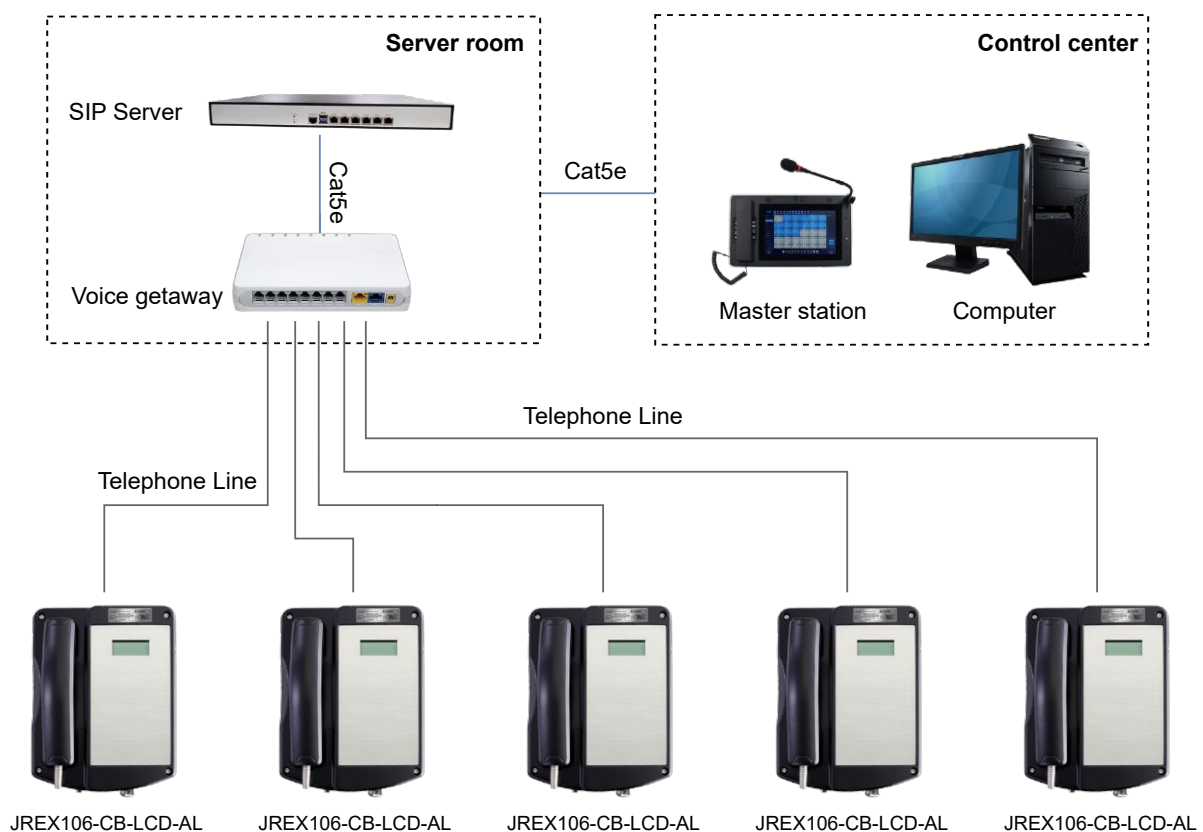 Server room
Control center
SIP Server
Cat5e
Cat5e
Voice getaway
Master station
Computer
Telephone Line
Telephone Line
JREX106-CB-LCD-AL
JREX106-CB-LCD-AL
JREX106-CB-LCD-AL
JREX106-CB-LCD-AL
JREX106-CB-LCD-AL